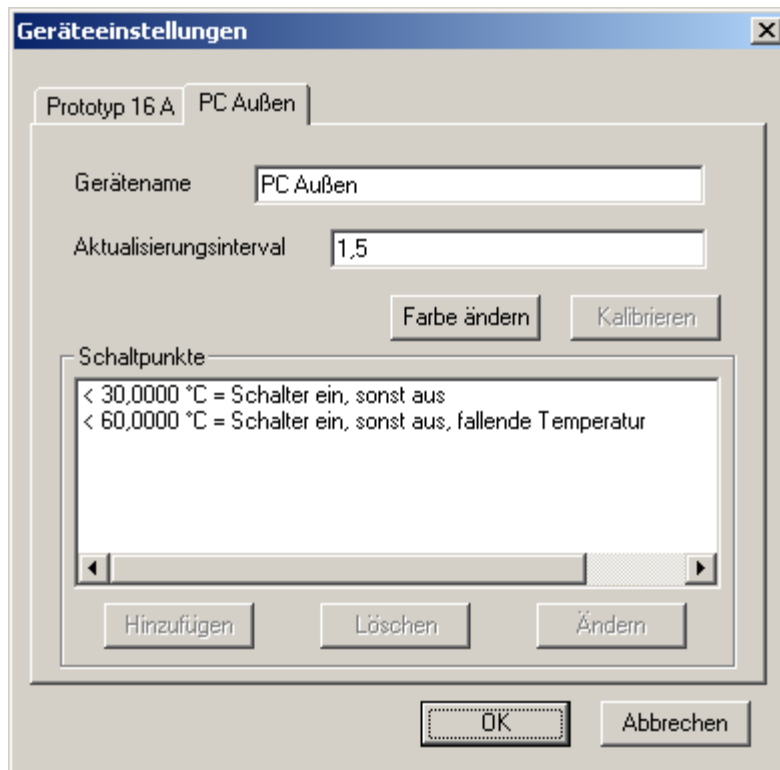 Geräteeinstellungen
Prototyp 16 A PC Außen
Gerätename PC Außen
Aktualisierungsinterval 1,5
Farbe ändern Kalibrieren
Schaltpunkte
< 30,0000 °C = Schalter ein, sonst aus
< 60,0000 °C = Schalter ein, sonst aus, fallende Temperatur
Hinzufügen Löschen Ändern
OK Abbrechen